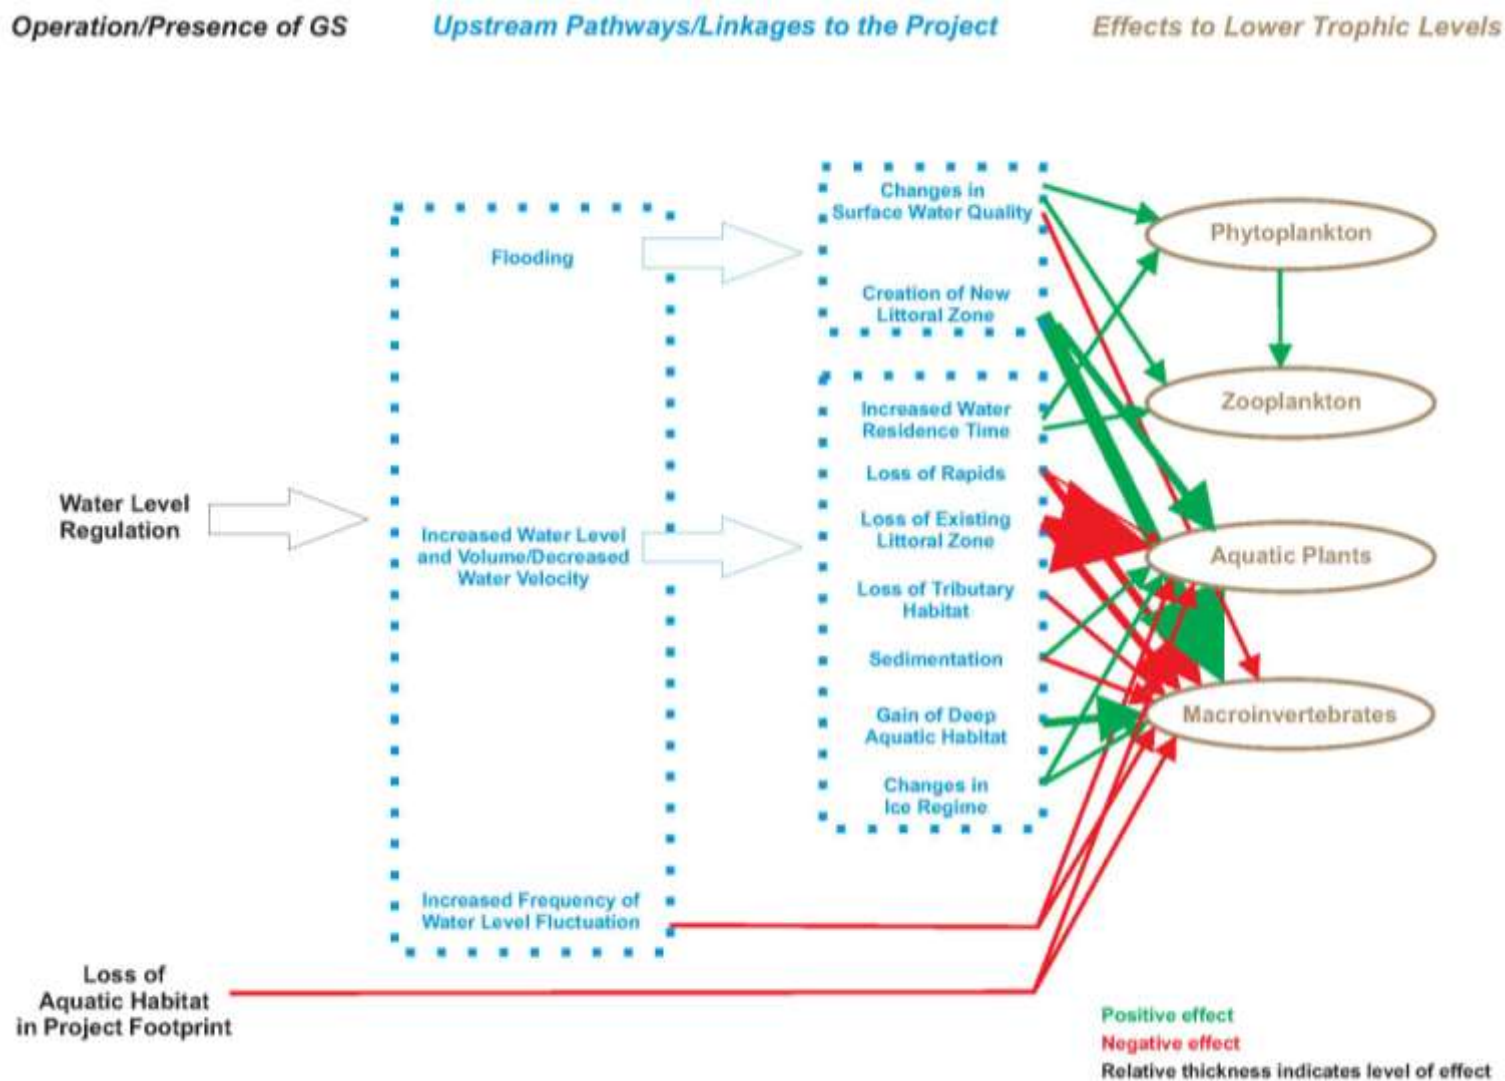 Operation/Presence of GS
Upstream Pathways/Linkages to the Project
Effects to Lower Trophic Levels
Changes in
Surface Water Quality
Phytoplankton
Flooding
Creation of New
Littoral Zone
Increased Water
Residence Time
Zooplankton
Loss of Rapids
Water Level
Regulation
Increased Water Level
and Volume/Decreased
Water Velocity
Loss of Existing
Littoral Zone
Aquatic Plants
Loss of Tributary
Habitat
Sedimentation
Gain of Deep
Aquatic Habitat
Macroinvertebrates
Changes in
Ice Regime
Increased Frequency of
Water Level Fluctuation
Loss of
Aquatic Habitat
in Project Footprint
Positive effect
Negative effect
Relative thickness indicates level of effect